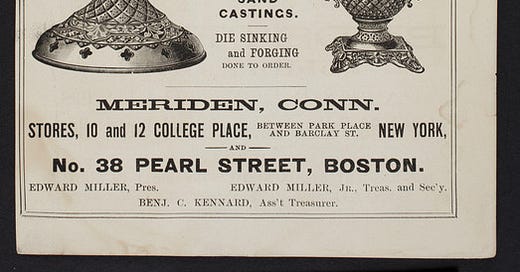 SAND
CASTINGS.
DIE SINKING
and FORGING
DONE TO ORDER.
MERIDEN, CONN.
STORES, 10 and 12 COLLEGE PLACE, BETWEEN PARK PLACE AND BARCLAY ST. NEW YORK,
AND
No. 38 PEARL STREET, BOSTON.
EDWARD MILLER, Pres. EDWARD MILLER, JR., Treas. and Sec'y.
BENJ. C. KENNARD, Ass't Treasurer.